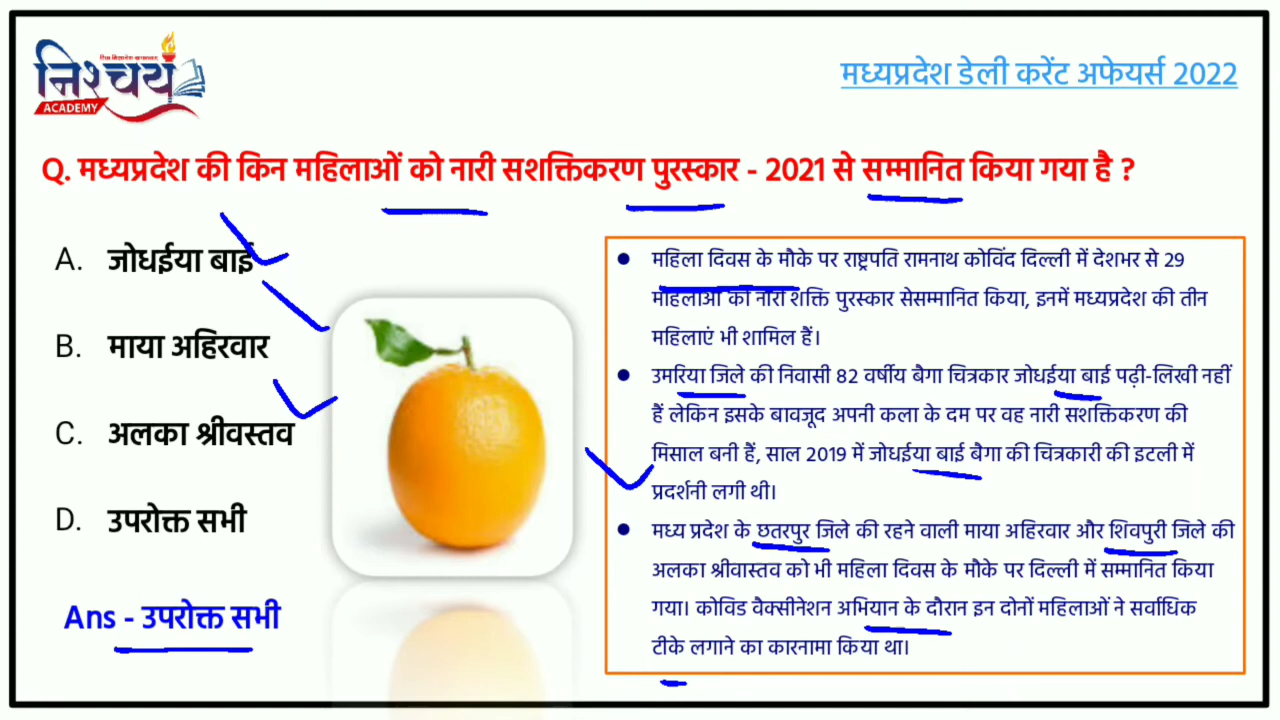 निश्चय
ACADEMY
मध्यप्रदेश डेली करेंट अफेयर्स 2022
Q. मध्यप्रदेश की किन महिलाओं को नारी सशक्तिकरण पुरस्कार - 2021 से सम्मानित किया गया है ?
A. जोधईया बाई
B. माया अहिरवार
C. अलका श्रीवस्तव
D. उपरोक्त सभी
Ans - उपरोक्त सभी
● महिला दिवस के मौके पर राष्ट्रपति रामनाथ कोविंद दिल्ली में देशभर से 29
महिलाओं को नारी शक्ति पुरस्कार सेसम्मानित किया, इनमें मध्यप्रदेश की तीन
महिलाएं भी शामिल हैं।
● उमरिया जिले की निवासी 82 वर्षीय बैगा चित्रकार जोधईया बाई पढ़ी-लिखी नहीं
हैं लेकिन इसके बावजूद अपनी कला के दम पर वह नारी सशक्तिकरण की
मिसाल बनी हैं, साल 2019 में जोधईया बाई बैगा की चित्रकारी की इटली में
प्रदर्शनी लगी थी।
● मध्य प्रदेश के छतरपुर जिले की रहने वाली माया अहिरवार और शिवपुरी जिले की
अलका श्रीवास्तव को भी महिला दिवस के मौके पर दिल्ली में सम्मानित किया
गया। कोविड वैक्सीनेशन अभियान के दौरान इन दोनों महिलाओं ने सर्वाधिक
टीके लगाने का कारनामा किया था।